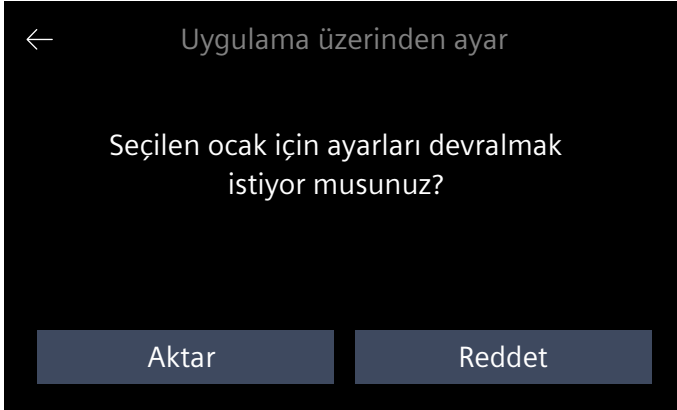 Uygulama üzerinden ayar
Seçilen ocak için ayarları devralmak
istiyor musunuz?
Aktar
Reddet